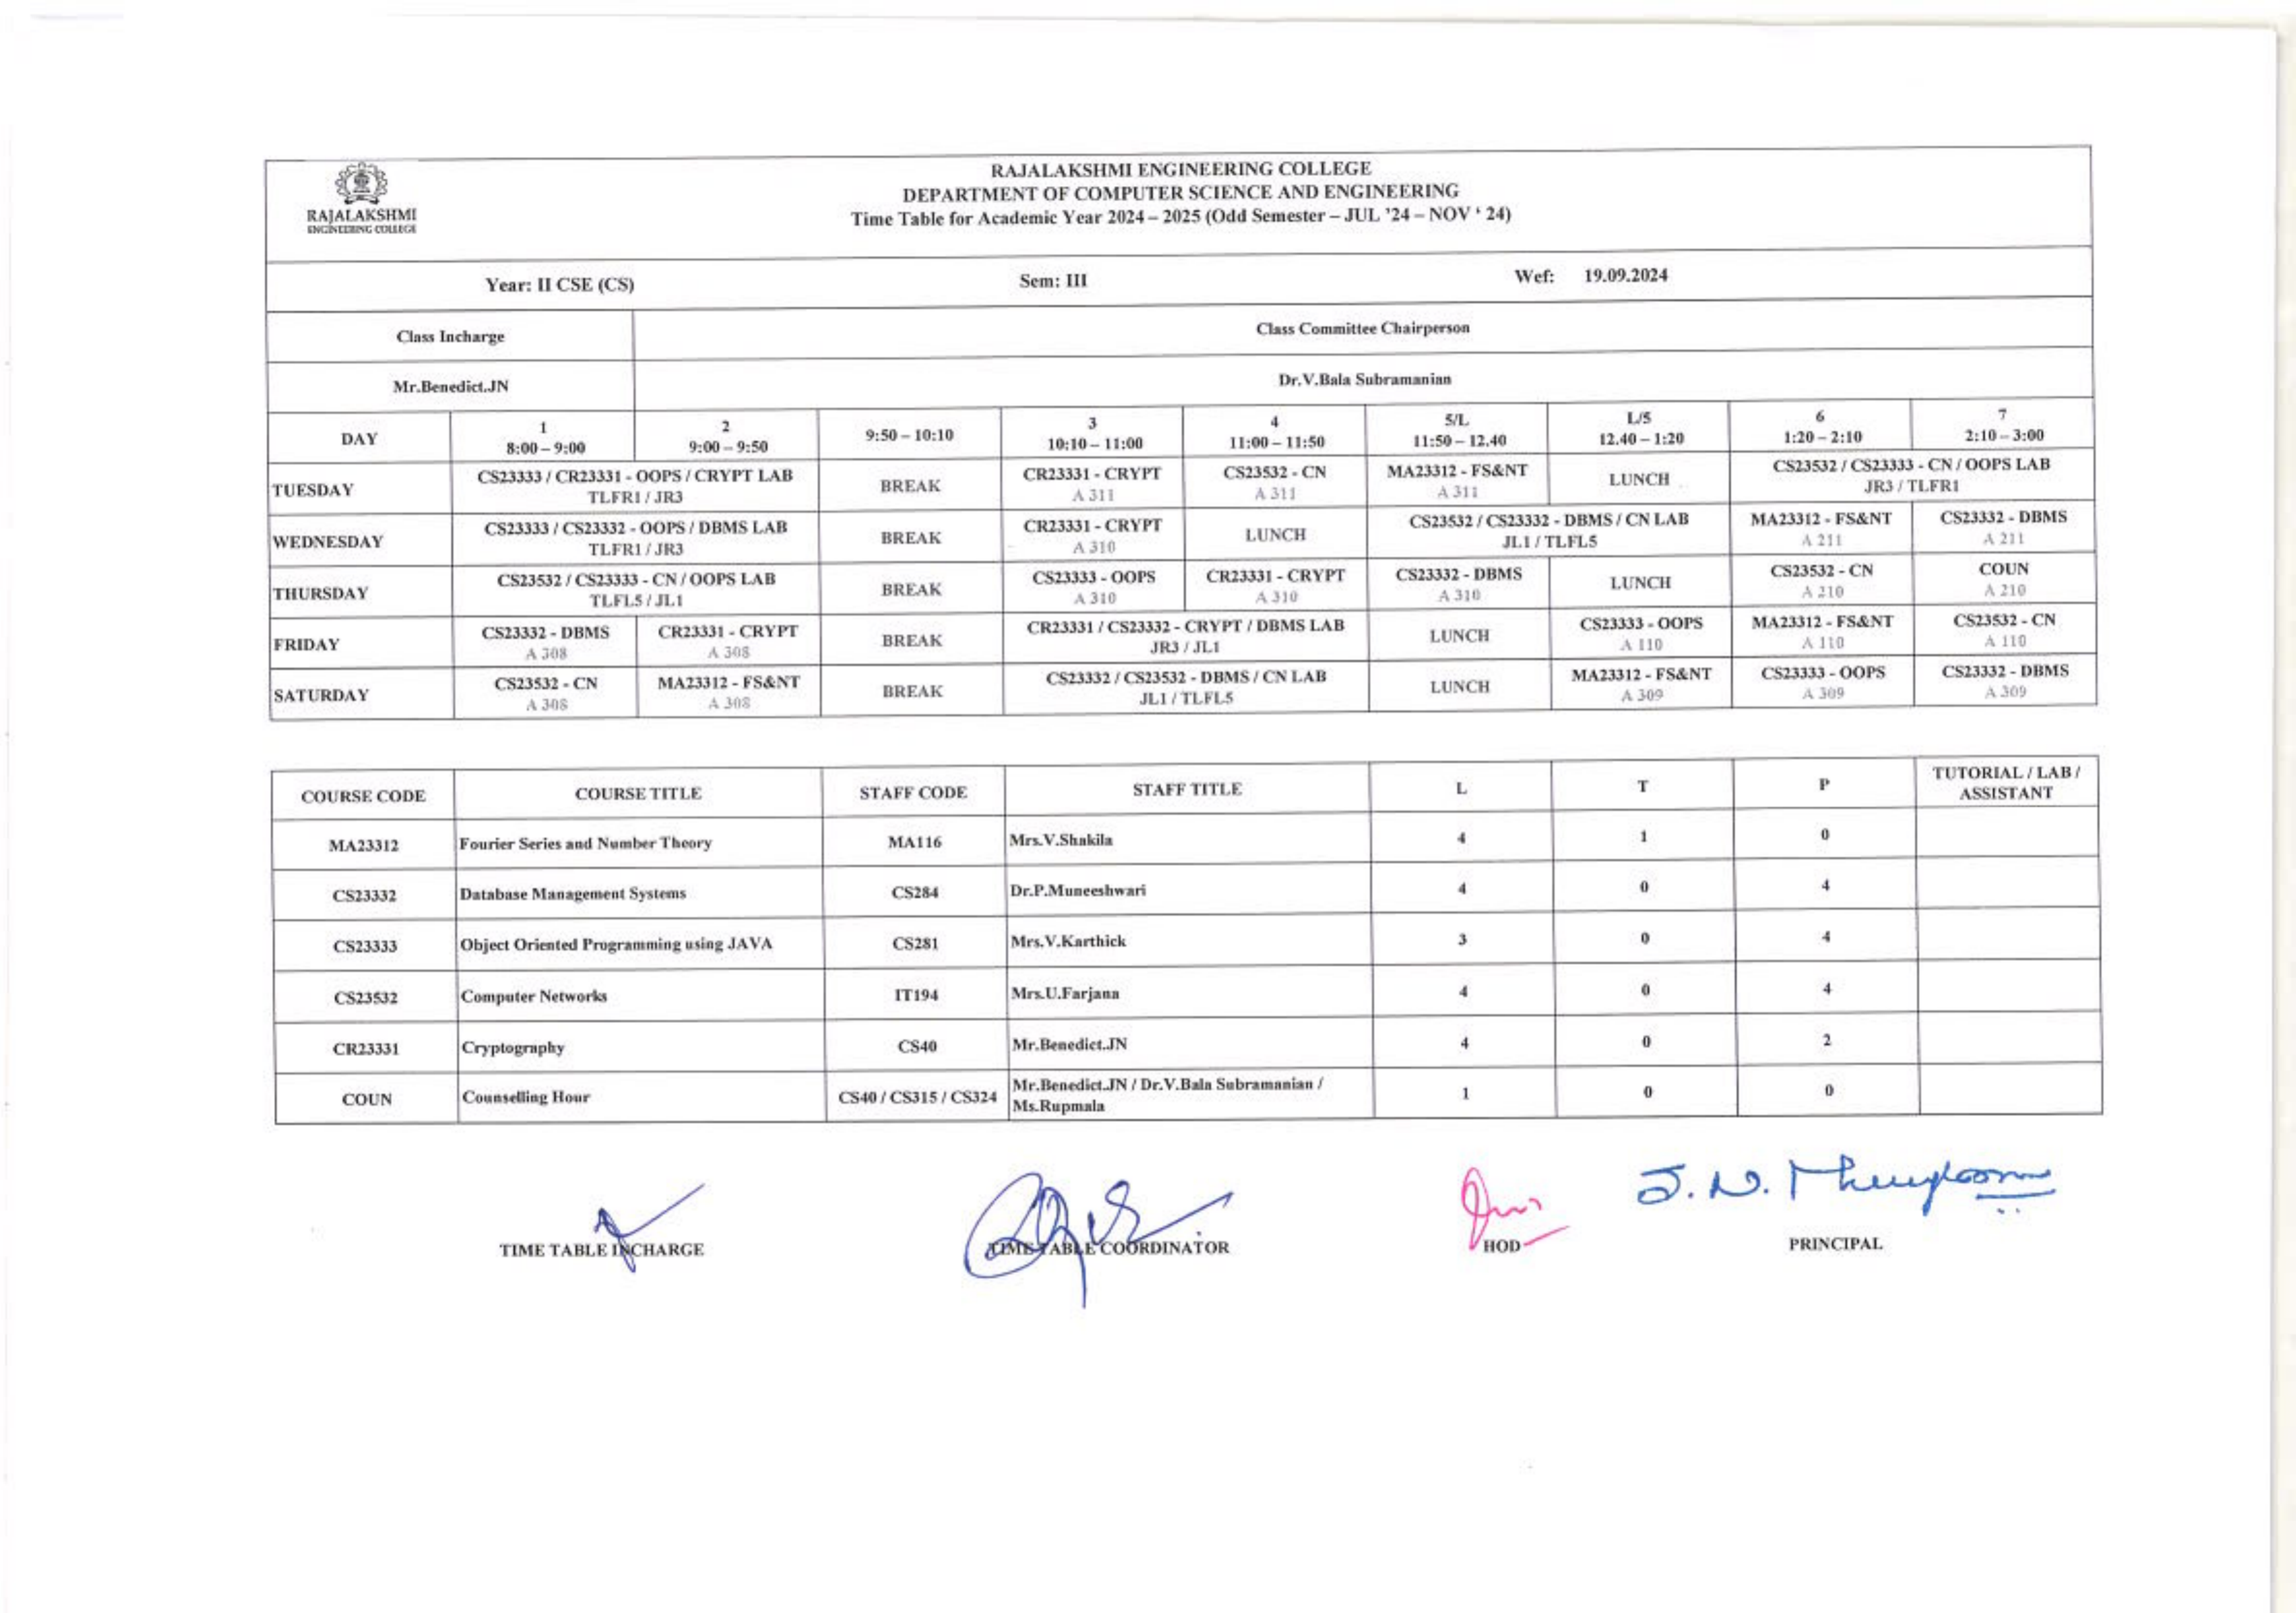 RAJALAKSHMI
ENGINEERING COLLEGE
RAJALAKSHMI ENGINEERING COLLEGE
DEPARTMENT OF COMPUTER SCIENCE AND ENGINEERING
Time Table for Academic Year 2024 – 2025 (Odd Semester – JUL '24 – NOV ' 24)
Year: II CSE (CS) Sem: III Wef: 19.09.2024
Class Incharge Class Committee Chairperson
Mr.Benedict.JN Dr.V.Bala Subramanian
DAY 1 2 9:50 – 10:10 3 4 5/L L/5 6 7
8:00 – 9:00 9:00 – 9:50 10:10 – 11:00 11:00 – 11:50 11:50 – 12.40 12.40 – 1:20 1:20 – 2:10 2:10 – 3:00
TUESDAY CS23333 / CR23331 - OOPS / CRYPT LAB BREAK CR23331 - CRYPT CS23532 - CN MA23312 - FS&NT LUNCH CS23532 / CS23333 - CN / OOPS LAB
TLFR1 / JR3 A 311 A 311 A 311 JR3 / TLFR1
WEDNESDAY CS23333 / CS23332 - OOPS / DBMS LAB BREAK CR23331 - CRYPT LUNCH CS23532 / CS23332 - DBMS / CN LAB MA23312 - FS&NT CS23332 - DBMS
TLFR1 / JR3 A 310 JL1 / TLFL5 A 211 A 211
THURSDAY CS23532 / CS23333 - CN / OOPS LAB BREAK CS23333 - OOPS CR23331 - CRYPT CS23332 - DBMS LUNCH CS23532 - CN COUN
TLFL5 / JL1 A 310 A 310 A 310 A 210 A 210
FRIDAY CS23332 - DBMS CR23331 - CRYPT BREAK CR23331 / CS23332 - CRYPT / DBMS LAB LUNCH CS23333 - OOPS MA23312 - FS&NT CS23532 - CN
A 308 A 308 JR3 / JL1 A 110 A 110 A 110
SATURDAY CS23532 - CN MA23312 - FS&NT BREAK CS23332 / CS23532 - DBMS / CN LAB LUNCH MA23312 - FS&NT CS23333 - OOPS CS23332 - DBMS
A 308 A 308 JL1 / TLFL5 A 309 A 309 A 309
COURSE CODE COURSE TITLE STAFF CODE STAFF TITLE L T P TUTORIAL / LAB /
ASSISTANT
MA23312 Fourier Series and Number Theory MA116 Mrs.V.Shakila 4 1 0
CS23332 Database Management Systems CS284 Dr.P.Muneeshwari 4 0 4
CS23333 Object Oriented Programming using JAVA CS281 Mrs.V.Karthick 3 0 4
CS23532 Computer Networks IT194 Mrs.U.Farjana 4 0 4
CR23331 Cryptography CS40 Mr.Benedict.JN 4 0 2
COUN Counselling Hour CS40 / CS315 / CS324 Mr.Benedict.JN / Dr.V.Bala Subramanian / 1 0 0
Ms.Rupmala
TIME TABLE INCHARGE TIME TABLE COORDINATOR HOD PRINCIPAL